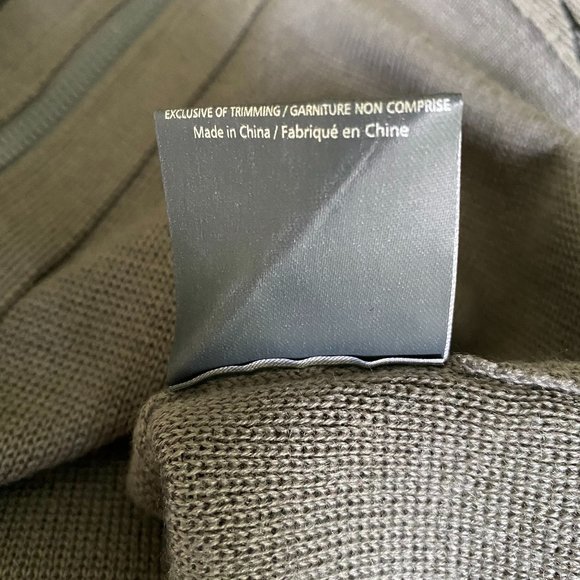 EXCLUSIVE OF TRIMMING / GARNITURE NON COMPRISE
Made in China / Fabriqué en Chine